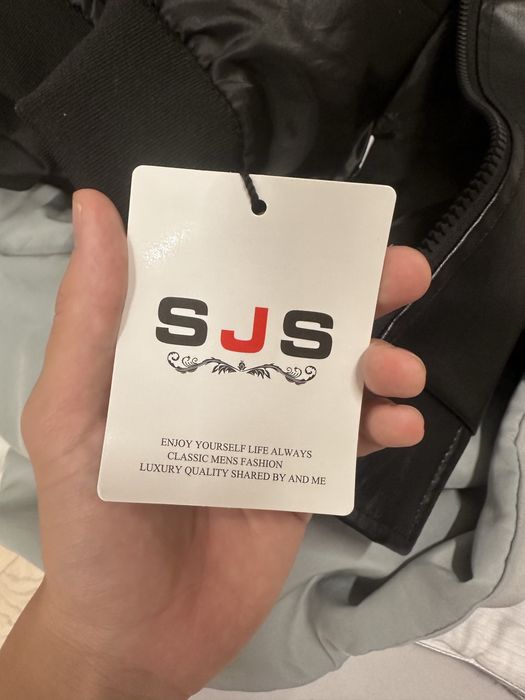 SJS
ENJOY YOURSELF LIFE ALWAYS
CLASSIC MENS FASHION
LUXURY QUALITY SHARED BY AND ME